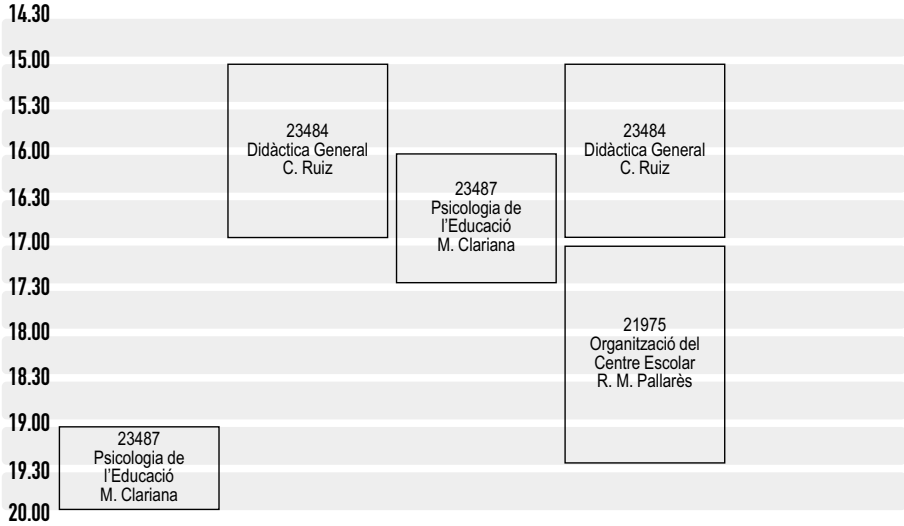 14.30
15.00
15.30
16.00
16.30
17.00
17.30
18.00
18.30
19.00
19.30
20.00
23487
Psicologia de
l'Educació
M. Clariana
23484
Didàctica General
C. Ruiz
23487
Psicologia de
l'Educació
M. Clariana
23484
Didàctica General
C. Ruiz
21975
Organització del
Centre Escolar
R. M. Pallarès